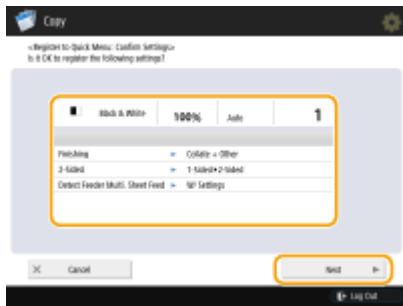 Copy
<Register to Quick Menu: Confirm Settings>
Is it OK to register the following settings?
Black & White 100% Auto 1
Finishing ► Collate + Other
2-Sided ► 1-Sided►2-Sided
Detect Feeder Multi. Sheet Feed ► W/ Settings
Cancel
Next
Log Out